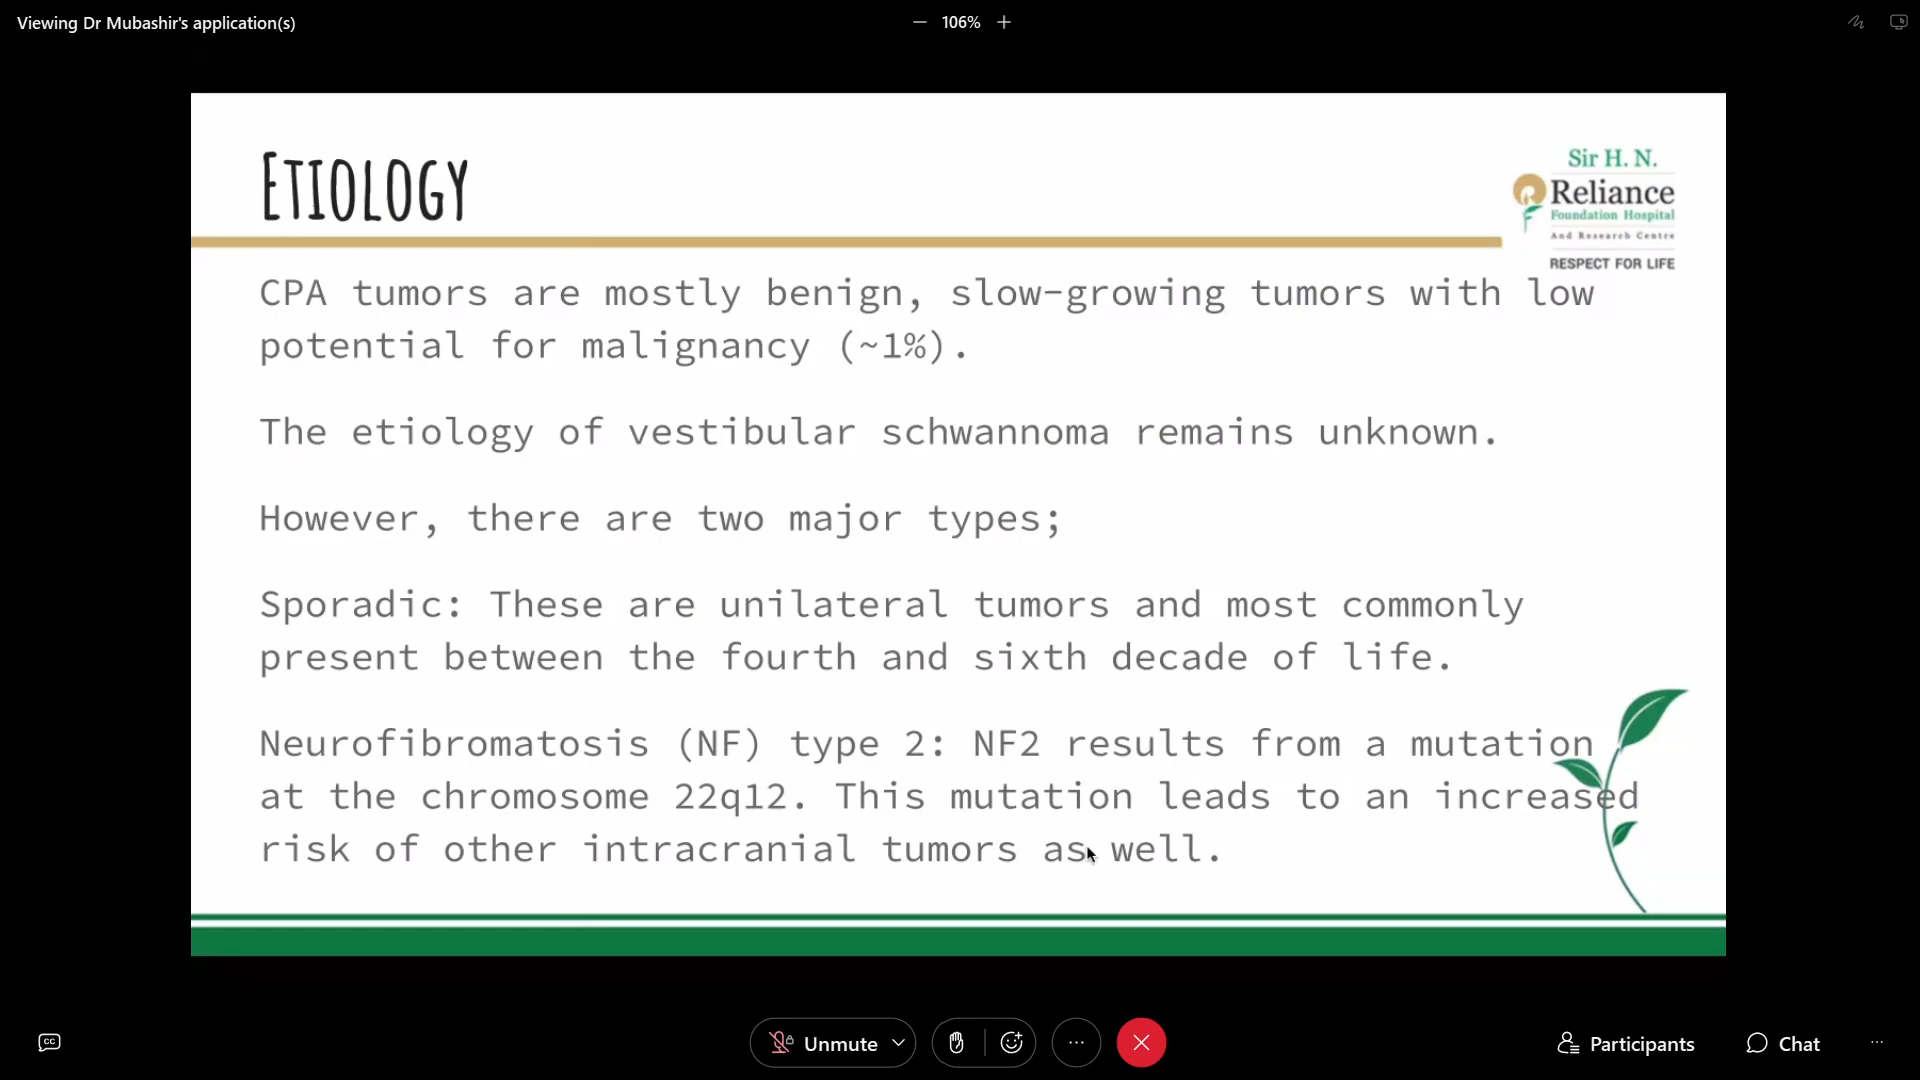 Viewing Dr Mubashir's application(s)
106%
Etiology
Sir H. N.
Reliance
Foundation Hospital
And Research Centre
RESPECT FOR LIFE
CPA tumors are mostly benign, slow-growing tumors with low
potential for malignancy (~1%).
The etiology of vestibular schwannoma remains unknown.
However, there are two major types;
Sporadic: These are unilateral tumors and most commonly
present between the fourth and sixth decade of life.
Neurofibromatosis (NF) type 2: NF2 results from a mutation
at the chromosome 22q12. This mutation leads to an increased
risk of other intracranial tumors as well.
CC
Unmute
Participants
Chat